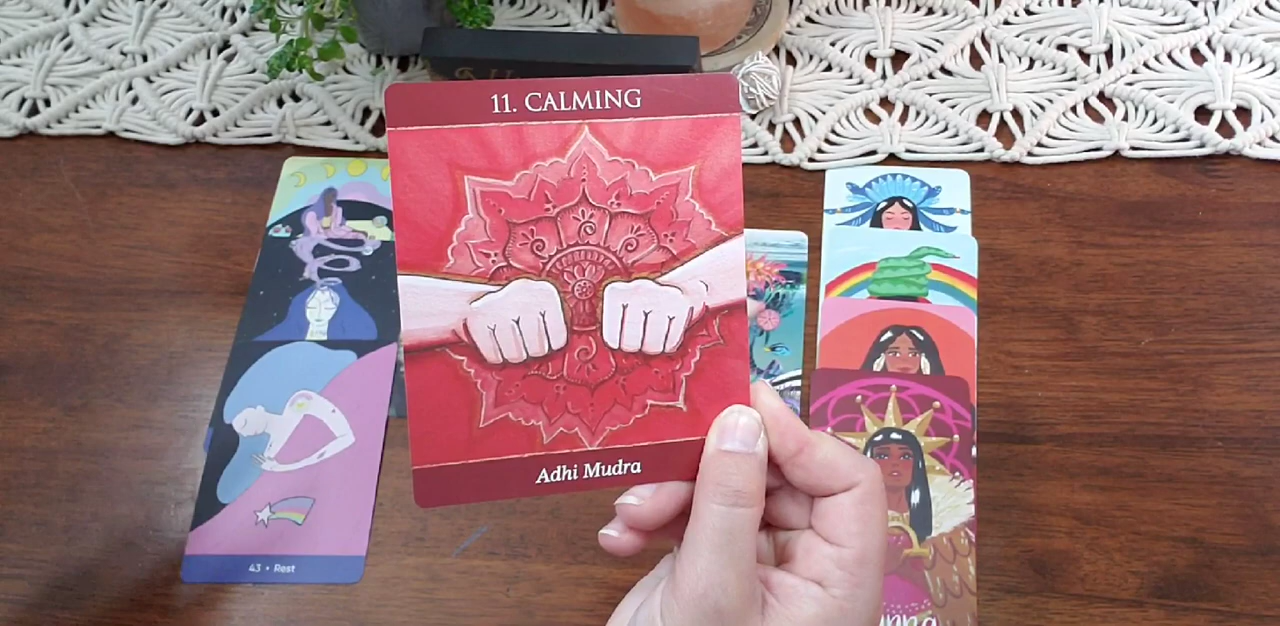 11. CALMING
Adhi Mudra
43 • Rest